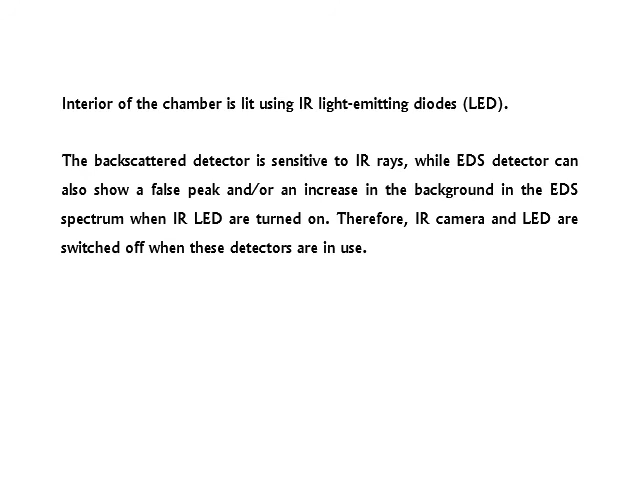 Interior of the chamber is lit using IR light-emitting diodes (LED).
The backscattered detector is sensitive to IR rays, while EDS detector can
also show a false peak and/or an increase in the background in the EDS
spectrum when IR LED are turned on. Therefore, IR camera and LED are
switched off when these detectors are in use.